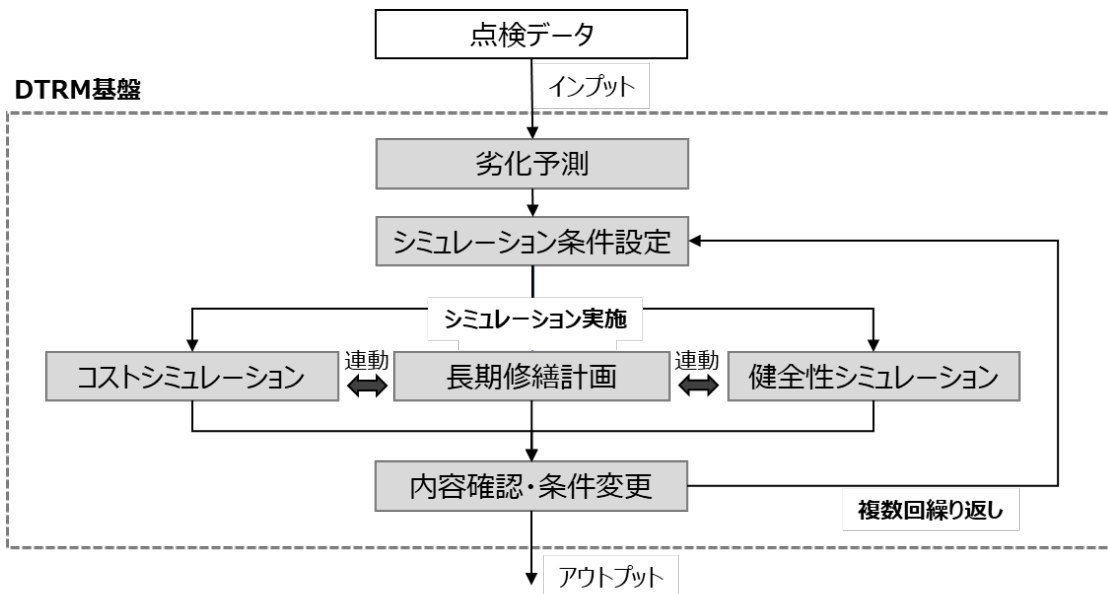 点検データ
インプット
DTRM基盤
劣化予測
シミュレーション条件設定
シミュレーション実施
コストシミュレーション
連動
長期修繕計画
連動
健全性シミュレーション
内容確認・条件変更
複数回繰り返し
アウトプット